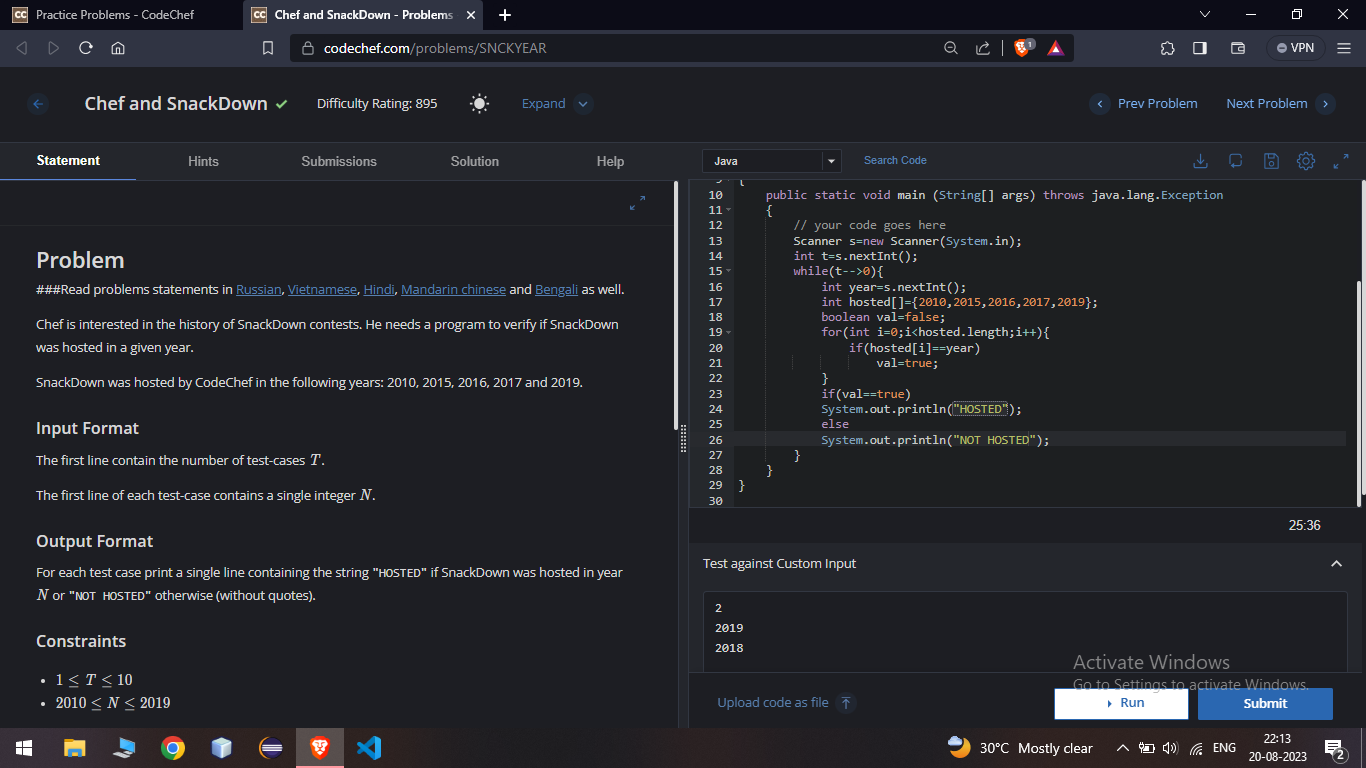 CC Practice Problems - CodeChef
CC Chef and SnackDown - Problems
codechef.com/problems/SNCKYEAR
1
VPN
Chef and SnackDown
Difficulty Rating: 895
Expand
Prev Problem
Next Problem
Statement
Hints
Submissions
Solution
Help
Problem
###Read problems statements in Russian, Vietnamese, Hindi, Mandarin chinese and Bengali as well.
Chef is interested in the history of SnackDown contests. He needs a program to verify if SnackDown
was hosted in a given year.
SnackDown was hosted by CodeChef in the following years: 2010, 2015, 2016, 2017 and 2019.
Input Format
The first line contain the number of test-cases T.
The first line of each test-case contains a single integer N.
Output Format
For each test case print a single line containing the string "HOSTED" if SnackDown was hosted in year
N or "NOT HOSTED" otherwise (without quotes).
Constraints
• 1 ≤ T ≤ 10
• 2010 ≤ N ≤ 2019
Java
Search Code
9 {
10 public static void main (String[] args) throws java.lang.Exception
11 {
12 // your code goes here
13 Scanner s=new Scanner(System.in);
14 int t=s.nextInt();
15 while(t-->0){
16 int year=s.nextInt();
17 int hosted[]={2010,2015,2016,2017,2019};
18 boolean val=false;
19 for(int i=0;i<hosted.length;i++){
20 if(hosted[i]==year)
21 val=true;
22 }
23 if(val==true)
24 System.out.println("HOSTED");
25 else
26 System.out.println("NOT HOSTED");
27 }
28 }
29 }
30
25:36
Test against Custom Input
2
2019
2018
Activate Windows
Go to Settings to activate Windows.
Upload code as file
Run
Submit
30°C Mostly clear
ENG
22:13
20-08-2023
2